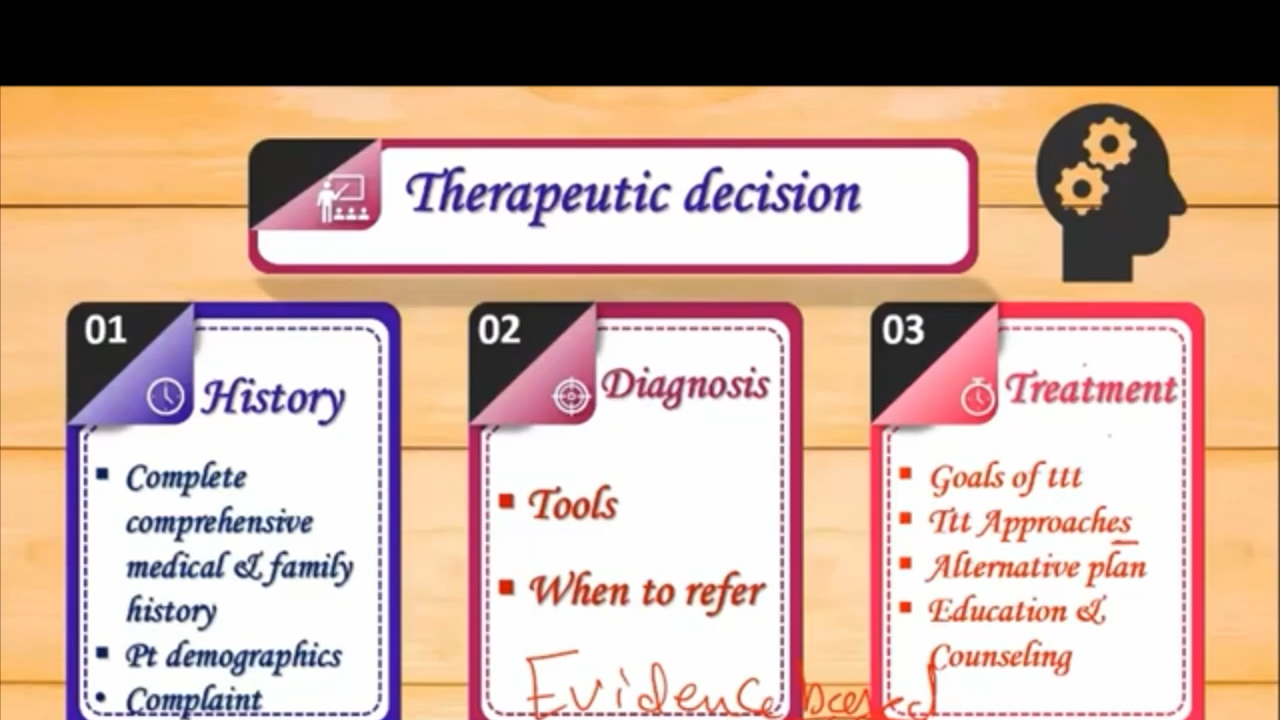 Therapeutic decision
01
History
▪ Complete
comprehensive
medical & family
history
▪ Pt demographics
• Complaint
02
Diagnosis
▪ Tools
▪ When to refer
03
Treatment
▪ Goals of ttt
▪ Ttt Approaches
▪ Alternative plan
▪ Education &
Counseling
Evidence based